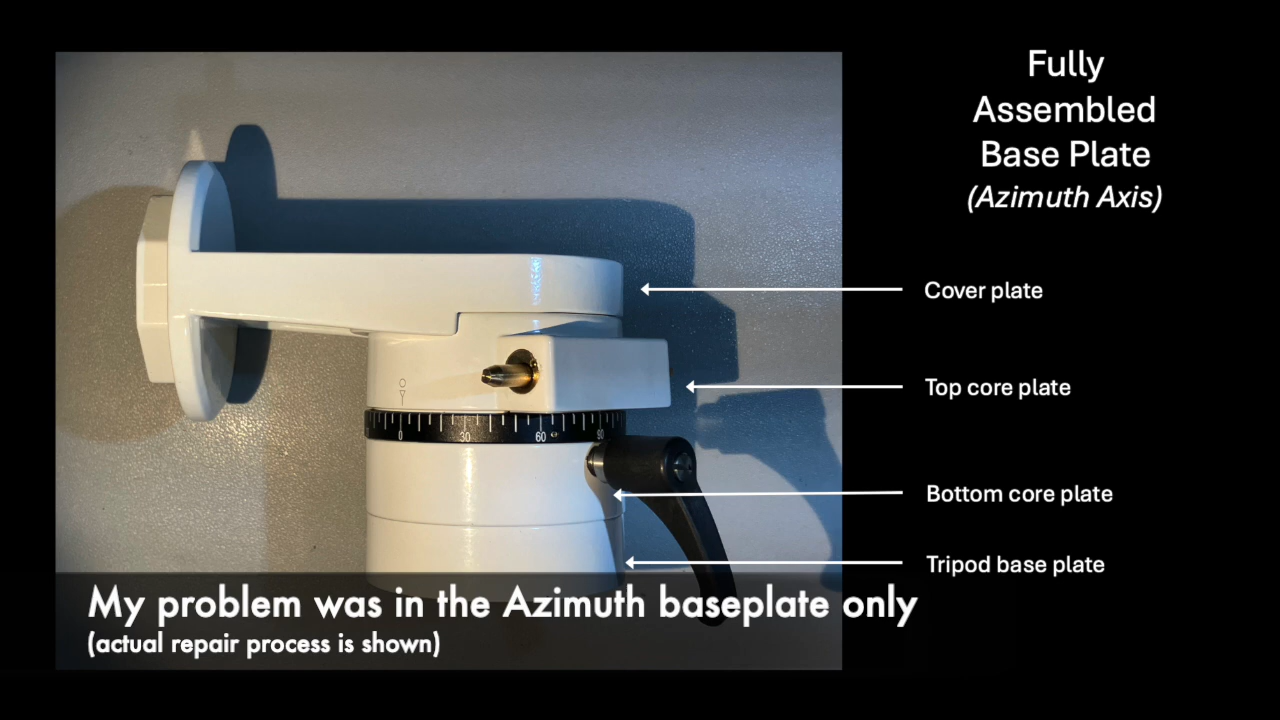 Fully
Assembled
Base Plate
(Azimuth Axis)
Cover plate
Top core plate
0 30 60 90
Bottom core plate
Tripod base plate
My problem was in the Azimuth baseplate only
(actual repair process is shown)